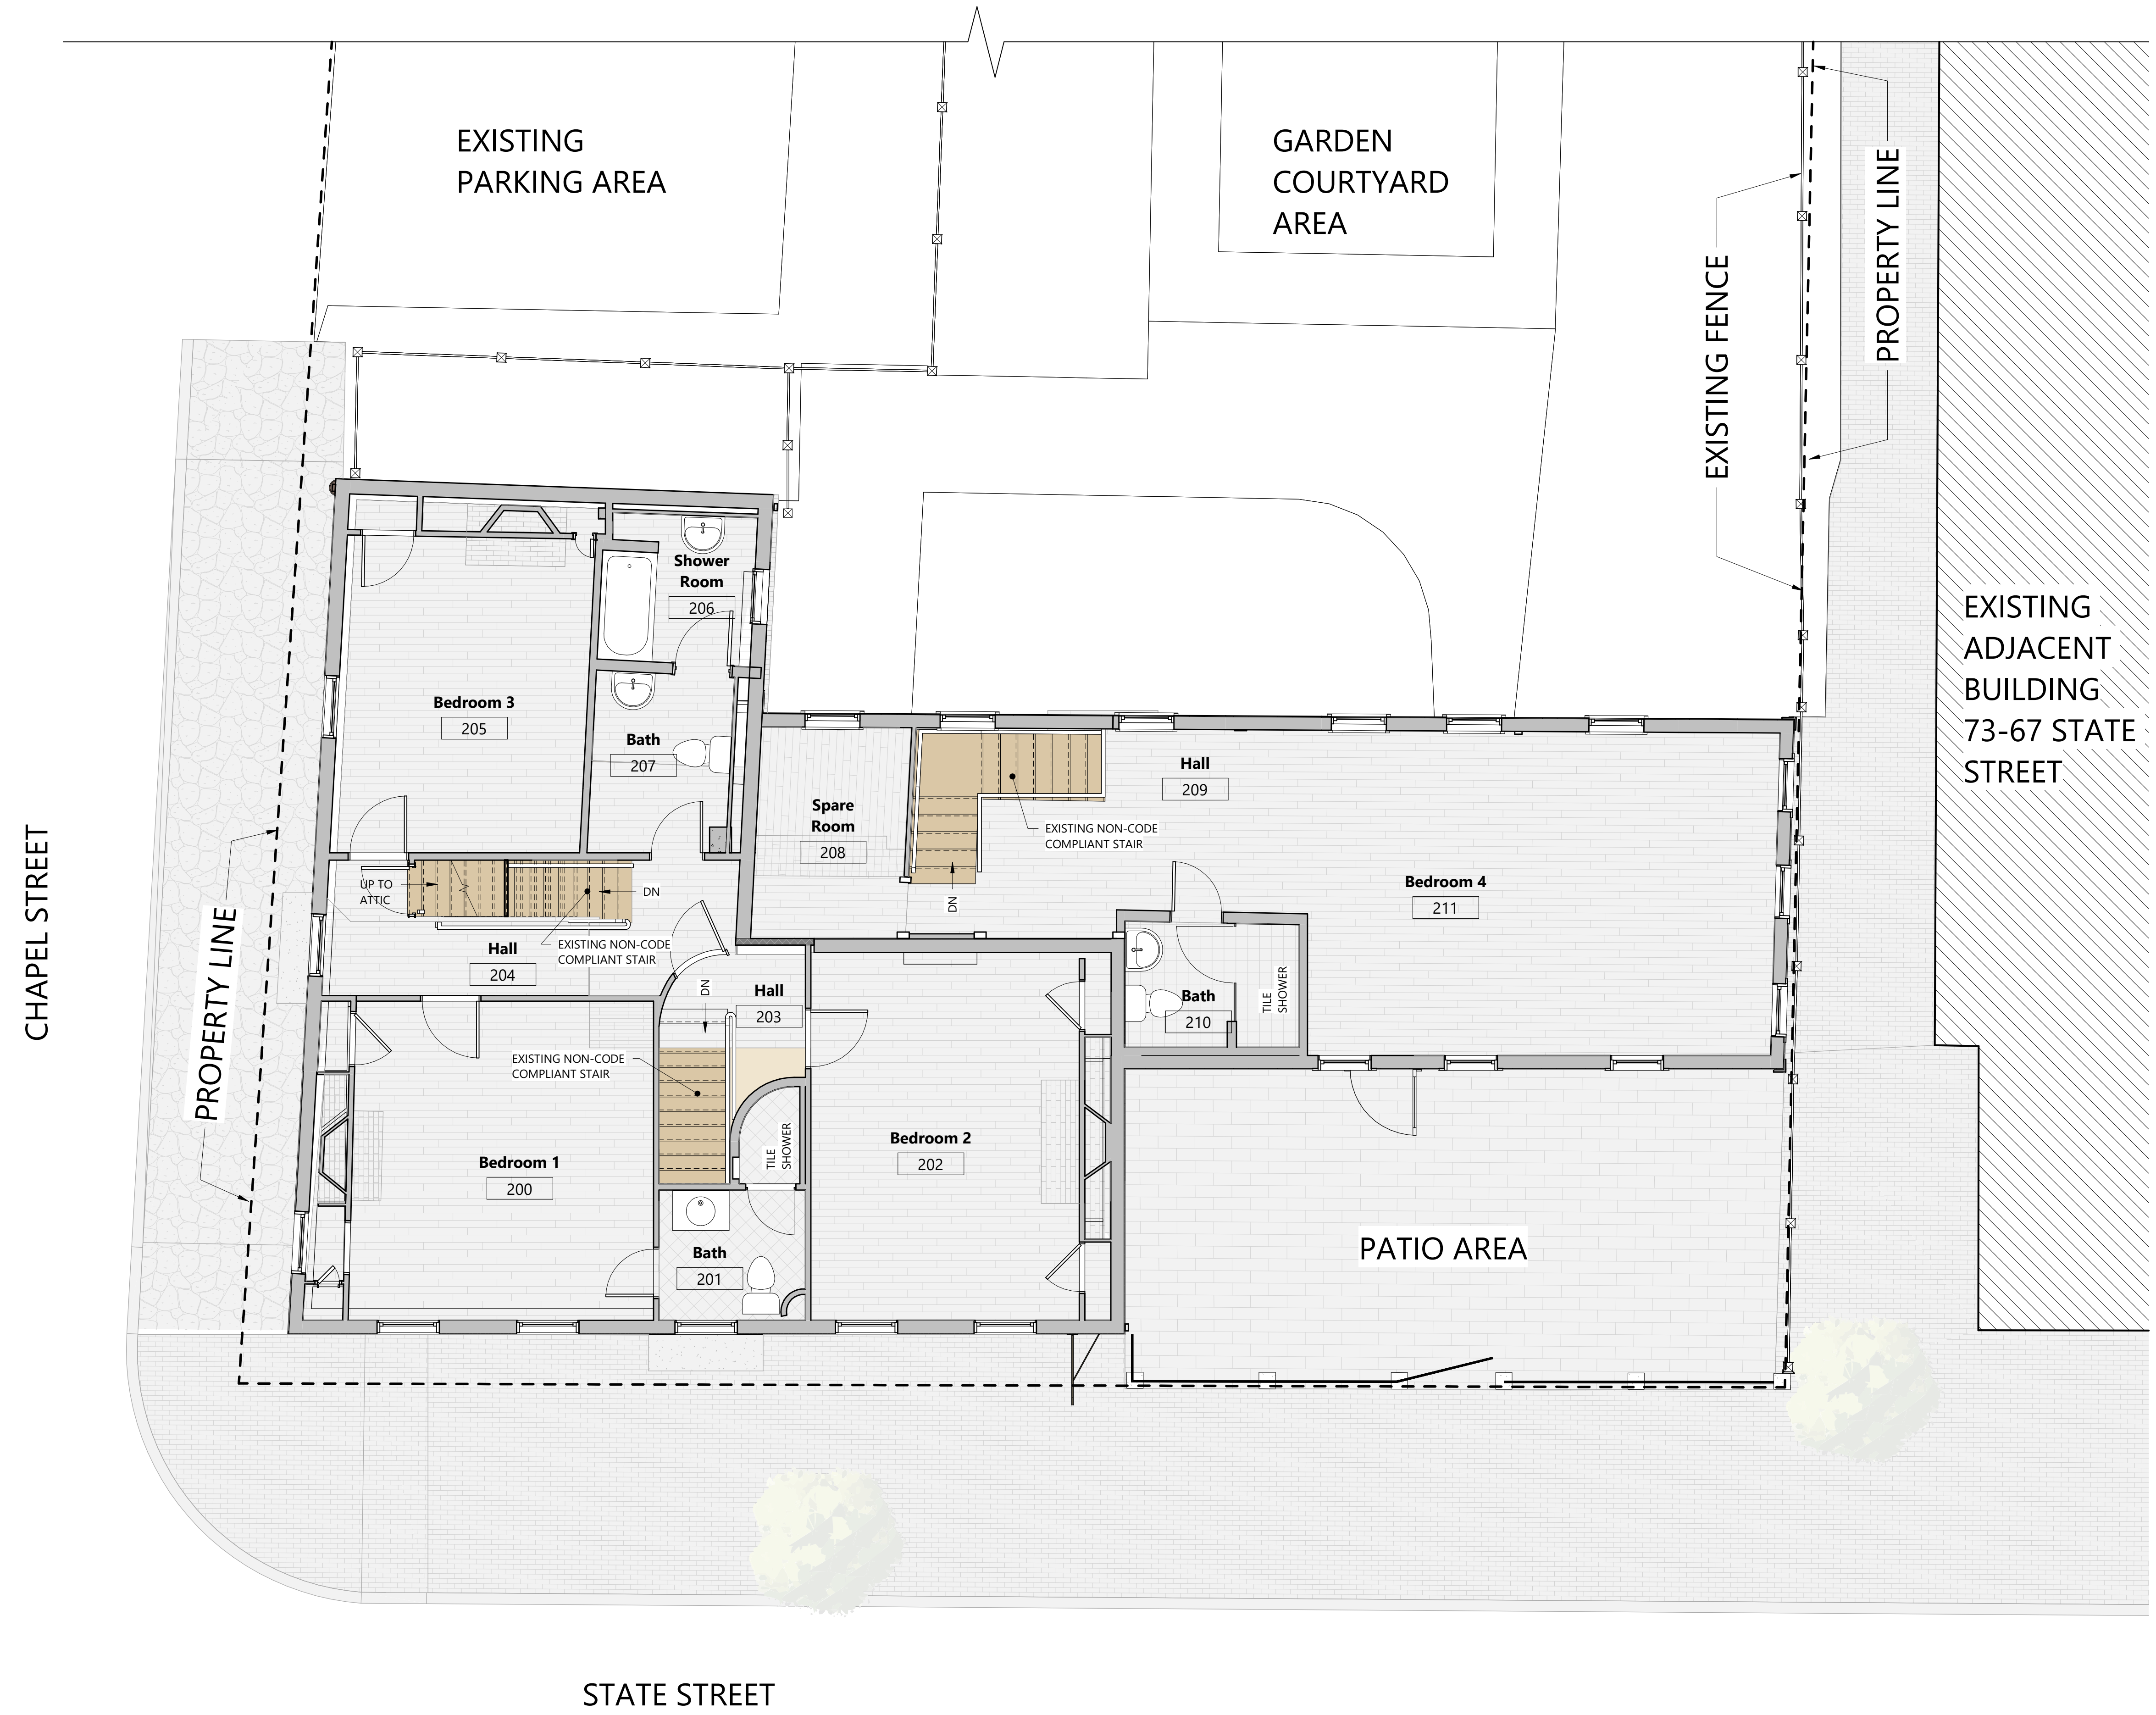 EXISTING
PARKING AREA
GARDEN
COURTYARD
AREA
PROPERTY LINE
EXISTING FENCE
EXISTING
ADJACENT
BUILDING
73-67 STATE
STREET
Shower
Room
206
Bedroom 3
205
Bath
207
Spare
Room
208
Hall
209
EXISTING NON-CODE
COMPLIANT STAIR
DN
Bedroom 4
211
UP TO
ATTIC
DN
EXISTING NON-CODE
COMPLIANT STAIR
Hall
204
DN
Hall
203
Bath
210
TILE
SHOWER
CHAPEL STREET
PROPERTY LINE
EXISTING NON-CODE
COMPLIANT STAIR
Bedroom 1
200
TILE
SHOWER
Bedroom 2
202
Bath
201
PATIO AREA
STATE STREET